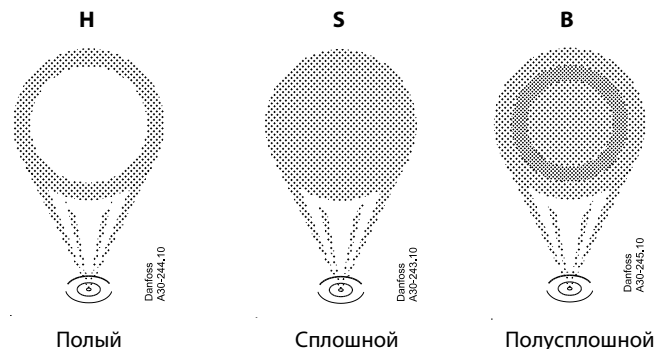 H S B
Danfoss
A30-244.10
Danfoss
A30-243.10
Danfoss
A30-245.10
Полый Сплошной Полусплошной